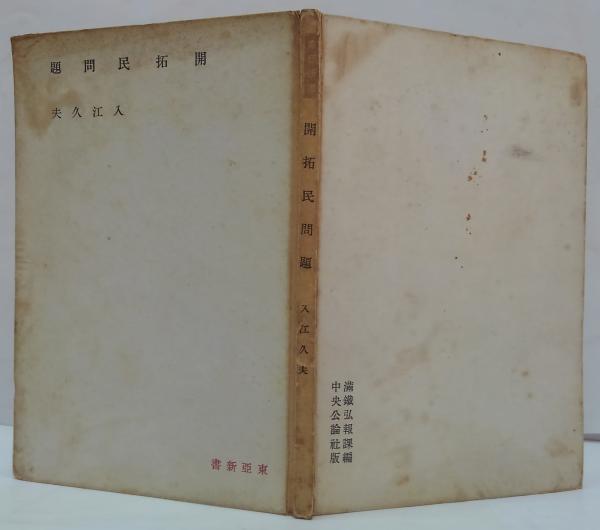 開拓民問題
入江久夫
東亞新書
開拓民問題
入江久夫
滿鐵弘報課編
中央公論社版